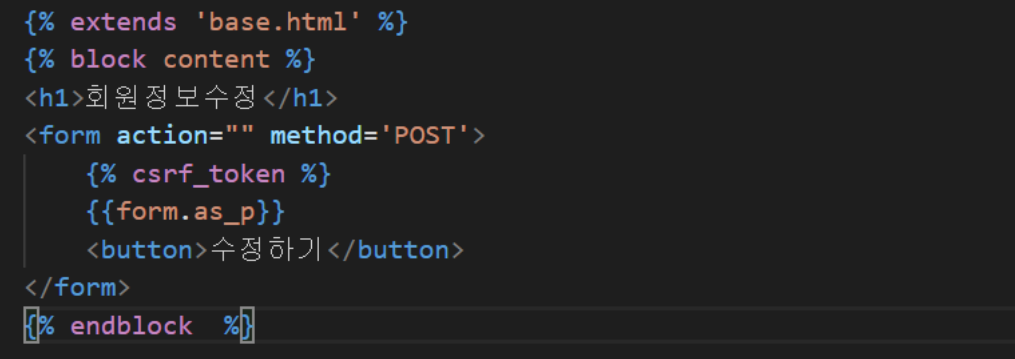 {% extends 'base.html' %}
{% block content %}
<h1>회원정보수정</h1>
<form action="" method='POST'>
    {% csrf_token %}
    {{form.as_p}}
    <button>수정하기</button>
</form>
{% endblock  %}